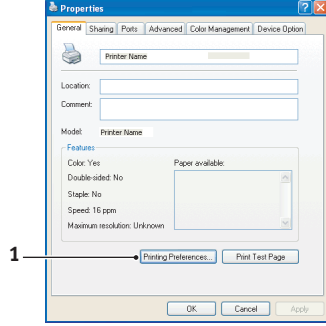 Properties
General Sharing Ports Advanced Color Management Device Option
Printer Name
Location:
Comment:
Model: Printer Name
Features
Color: Yes Paper available:
Double-sided: No
Staple: No
Speed: 16 ppm
Maximum resolution: Unknown
1 Printing Preferences... Print Test Page
OK Cancel Apply